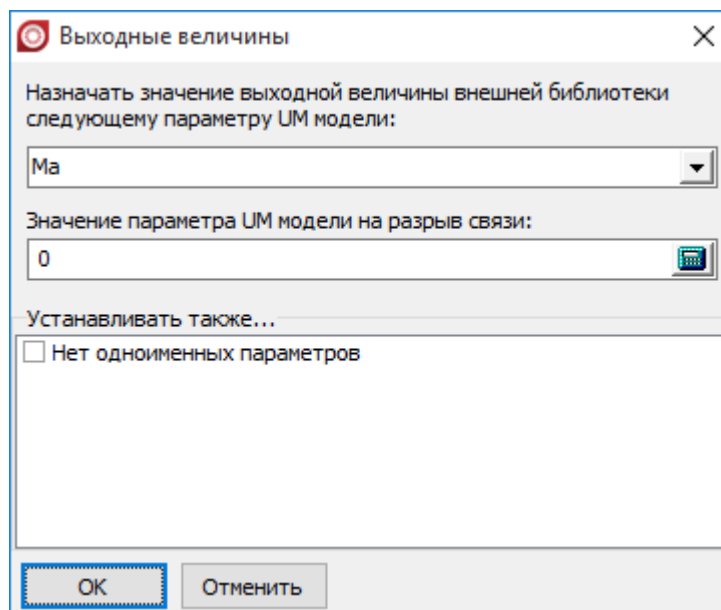 Выходные величины
Назначать значение выходной величины внешней библиотеки
следующему параметру UM модели:
Ma
Значение параметра UM модели на разрыв связи:
0
Устанавливать также...
Нет одноименных параметров
OK
Отменить